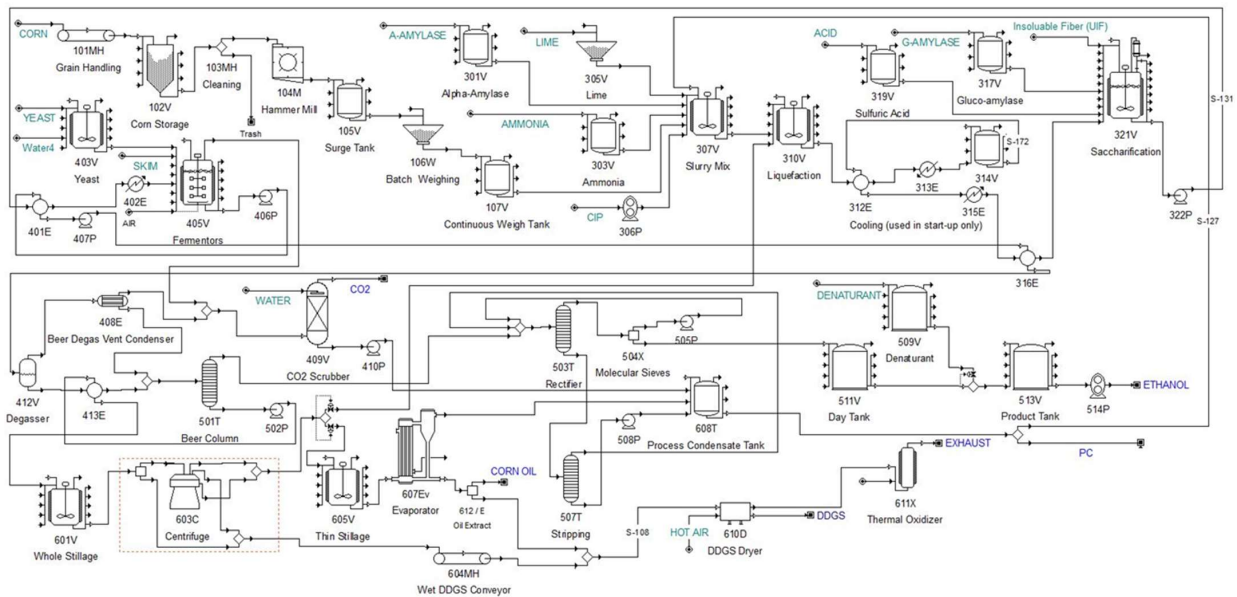 CORN
101MH
Grain Handling
102V
Corn Storage
103MH
Cleaning
Trash
104M
Hammer Mill
105V
Surge Tank
106W
Batch Weighing
107V
Continuous Weigh Tank
A-AMYLASE
301V
Alpha-Amylase
LIME
305V
Lime
AMMONIA
303V
Ammonia
CIP
306P
307V
Slurry Mix
310V
Liquefaction
ACID
319V
Sulfuric Acid
G-AMYLASE
317V
Gluco-amylase
Insoluable Fiber (UIF)
321V
Saccharification
S-131
S-172
314V
313E
312E
315E
Cooling (used in start-up only)
322P
S-127
316E
YEAST
Water4
403V
Yeast
SKIM
402E
AIR
405V
Fermentors
406P
401E
407P
408E
Beer Degas Vent Condenser
WATER
CO2
409V
CO2 Scrubber
410P
412V
Degasser
413E
501T
Beer Column
502P
503T
Rectifier
504X
Molecular Sieves
505P
DENATURANT
509V
Denaturant
511V
Day Tank
513V
Product Tank
514P
ETHANOL
508P
608T
Process Condensate Tank
PC
507T
Stripping
601V
Whole Stillage
603C
Centrifuge
605V
Thin Stillage
607Ev
Evaporator
CORN OIL
612 / E
Oil Extract
604MH
Wet DDGS Conveyor
S-108
HOT AIR
610D
DDGS Dryer
DDGS
611X
Thermal Oxidizer
EXHAUST